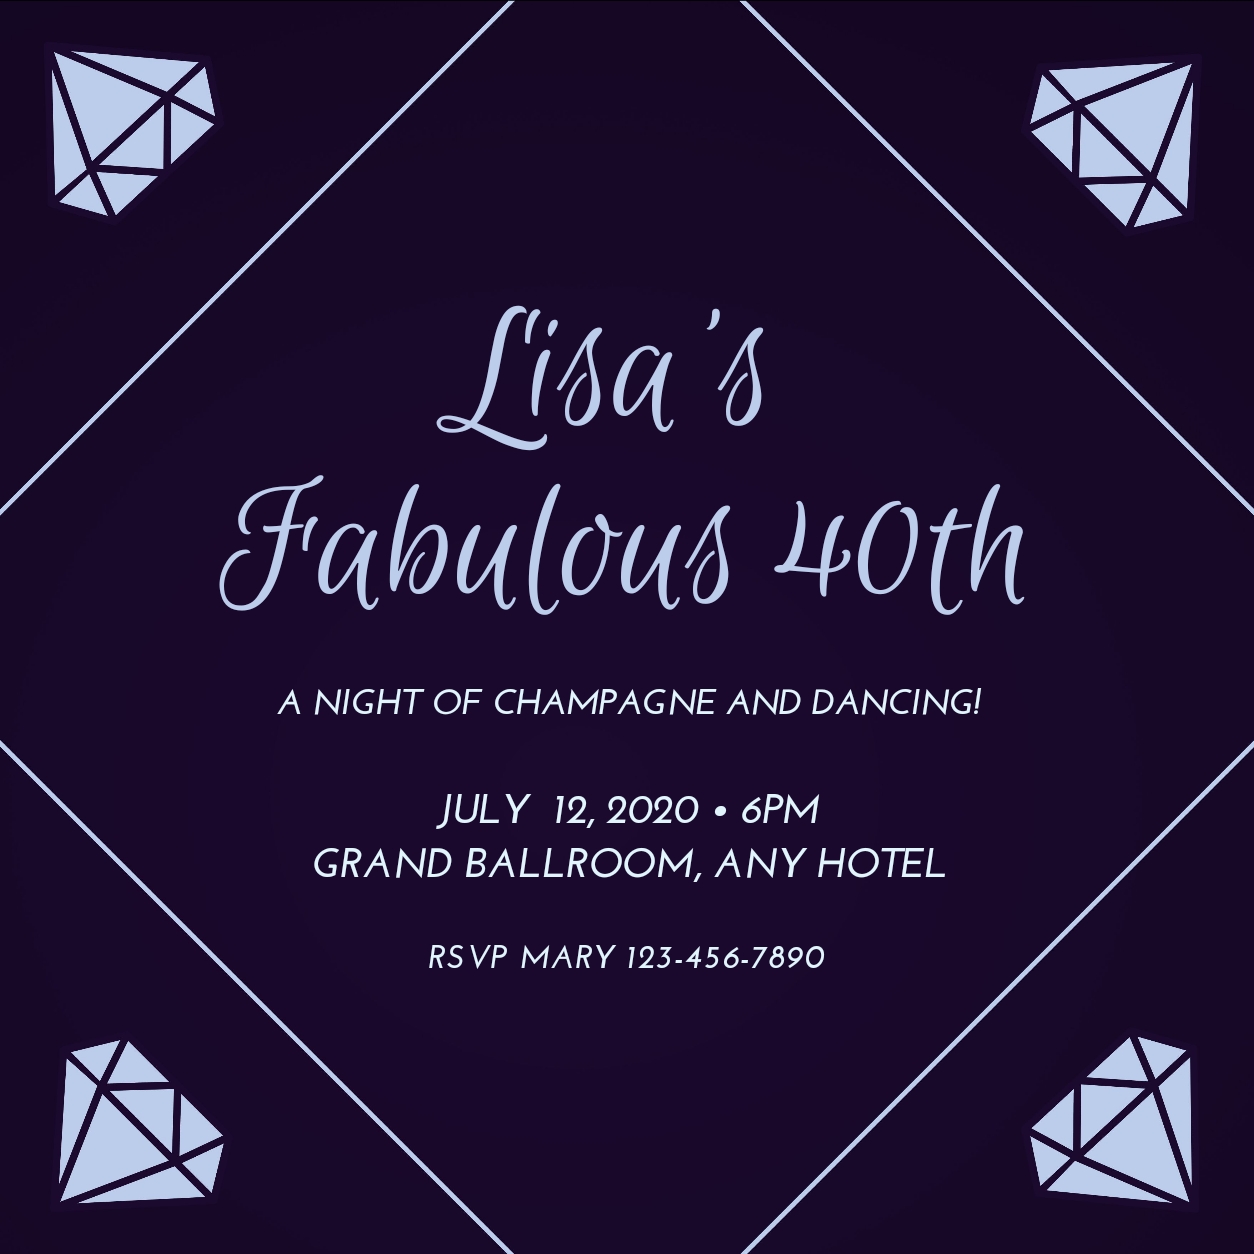 Lisa's
Fabulous 40th
A NIGHT OF CHAMPAGNE AND DANCING!
JULY 12, 2020 • 6PM
GRAND BALLROOM, ANY HOTEL
RSVP MARY 123-456-7890